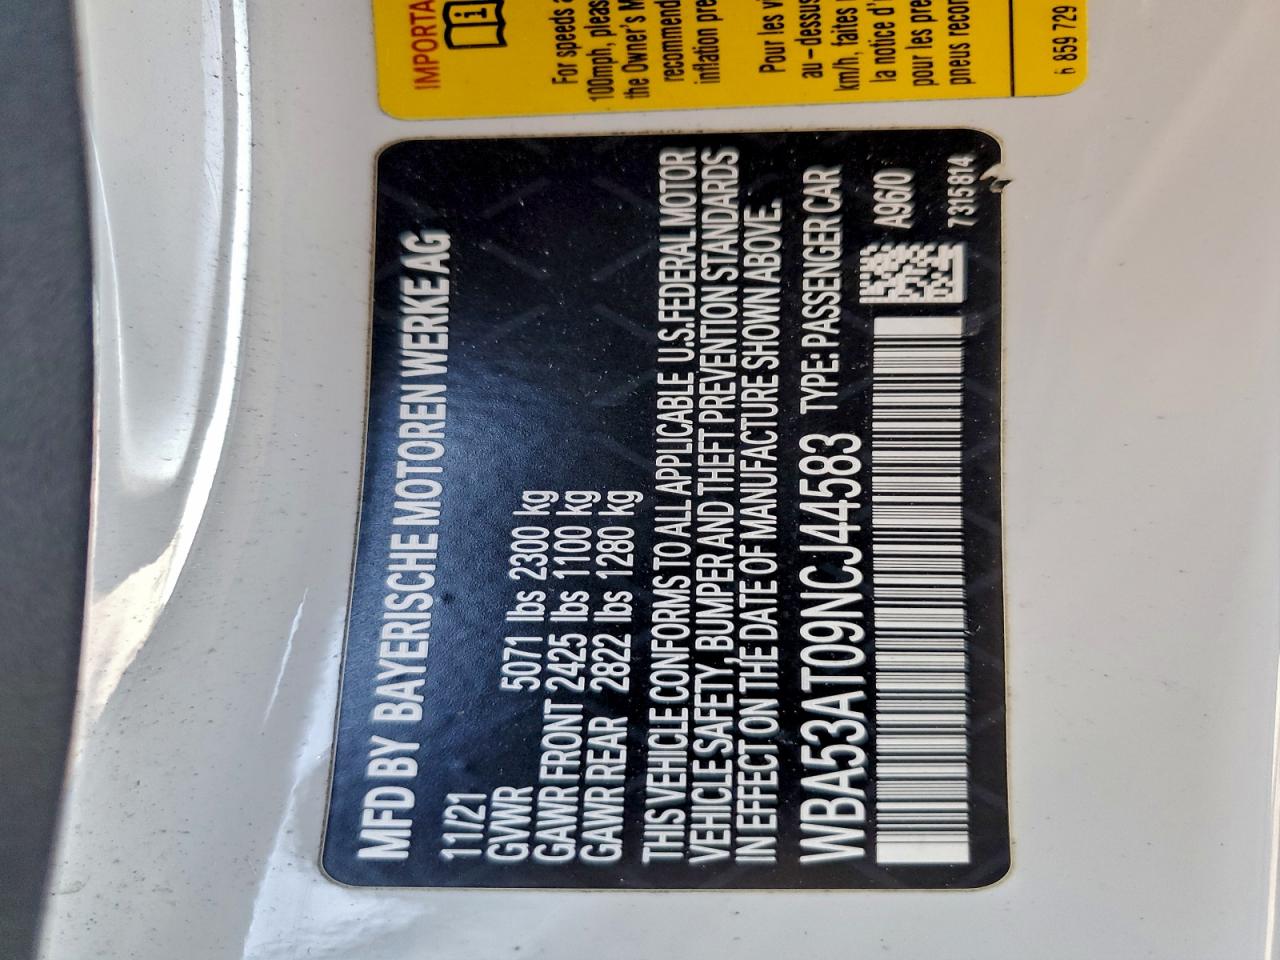 MFD BY BAYERISCHE MOTOREN WERKE AG
11/21
GVWR 5071 lbs 2300 kg
GAWR FRONT 2425 lbs 1100 kg
GAWR REAR 2822 lbs 1280 kg
THIS VEHICLE CONFORMS TO ALL APPLICABLE U.S.FEDERAL MOTOR
VEHICLE SAFETY, BUMPER AND THEFT PREVENTION STANDARDS
IN EFFECT ON THE DATE OF MANUFACTURE SHOWN ABOVE.
WBA53AT09NCJ44583 TYPE: PASSENGER CAR
A96/0
7 315 814
IMPORTA
i
For speeds a
100mph, pleas
the Owner's M
recommend
inflation pre
Pour les vi
au-dessus
km/h, faites
la notice d'
pour les pre
pneus recom
6 859 729